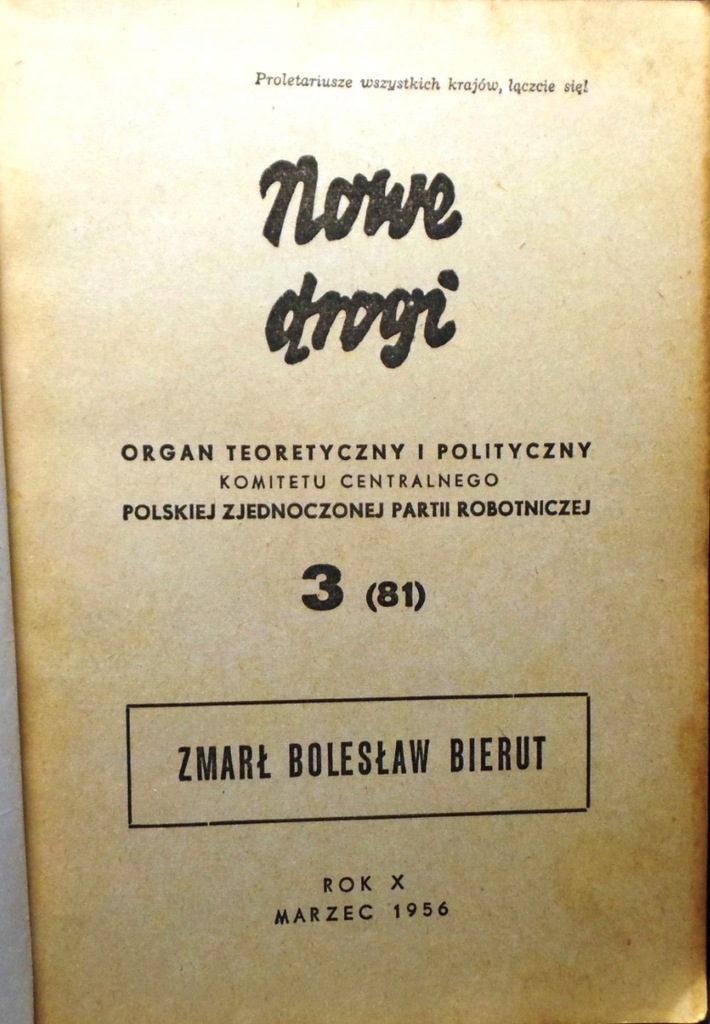 Proletariusze wszystkich krajów, łączcie się!
Nowe
drogi
ORGAN TEORETYCZNY I POLITYCZNY
KOMITETU CENTRALNEGO
POLSKIEJ ZJEDNOCZONEJ PARTII ROBOTNICZEJ
3 (81)
ZMARŁ BOLESŁAW BIERUT
ROK X
MARZEC 1956